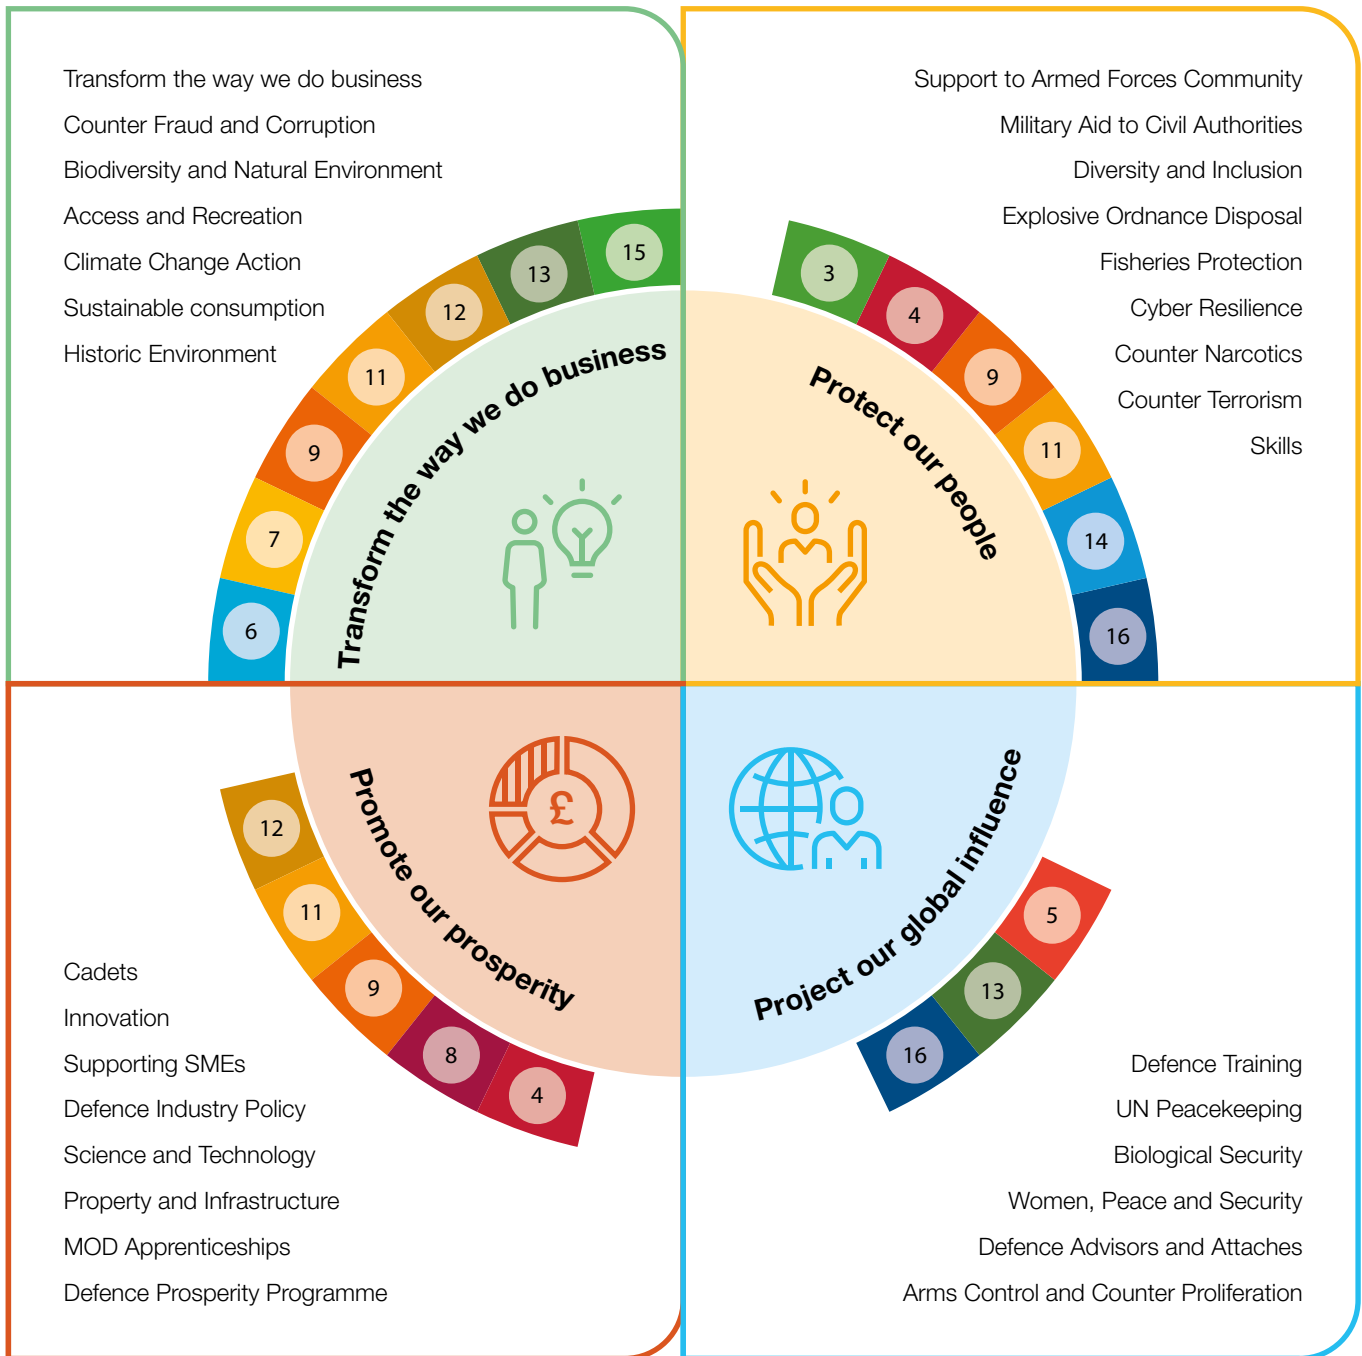 Transform the way we do business
Counter Fraud and Corruption
Biodiversity and Natural Environment
Access and Recreation
Climate Change Action
Sustainable consumption
Historic Environment
6
7
9
11
12
13
15
Transform the way we do business
Support to Armed Forces Community
Military Aid to Civil Authorities
Diversity and Inclusion
Explosive Ordnance Disposal
Fisheries Protection
Cyber Resilience
Counter Narcotics
Counter Terrorism
Skills
3
4
9
11
14
16
Protect our people
12
11
9
8
4
Promote our prosperity
£
Cadets
Innovation
Supporting SMEs
Defence Industry Policy
Science and Technology
Property and Infrastructure
MOD Apprenticeships
Defence Prosperity Programme
Project our global influence
5
13
16
Defence Training
UN Peacekeeping
Biological Security
Women, Peace and Security
Defence Advisors and Attaches
Arms Control and Counter Proliferation